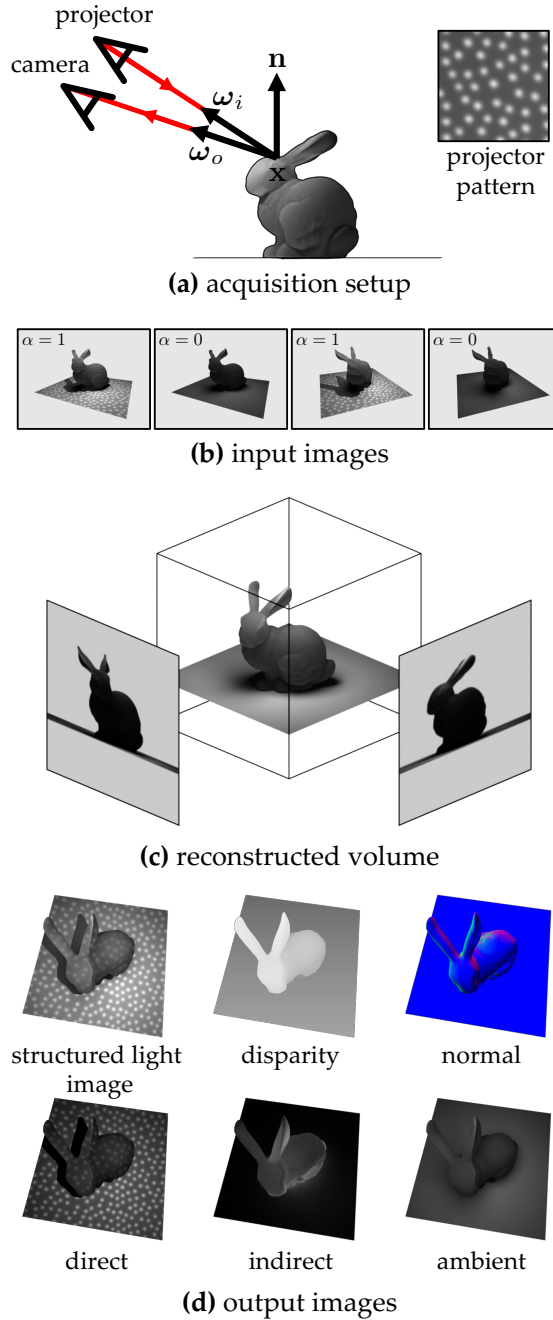 projector
camera
n
ω_i
ω_o
x
projector
pattern
(a) acquisition setup
α = 1
α = 0
α = 1
α = 0
(b) input images
(c) reconstructed volume
structured light
image
disparity
normal
direct
indirect
ambient
(d) output images